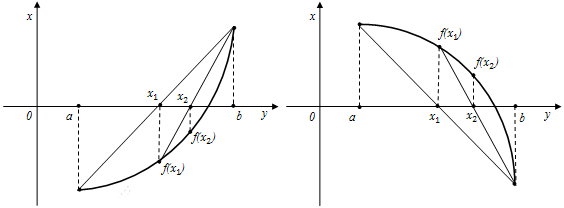 x
x₁
x₂
0
a
b
y
f(x₂)
f(x₁)
x
f(x₁)
f(x₂)
0
a
x₁
x₂
b
y